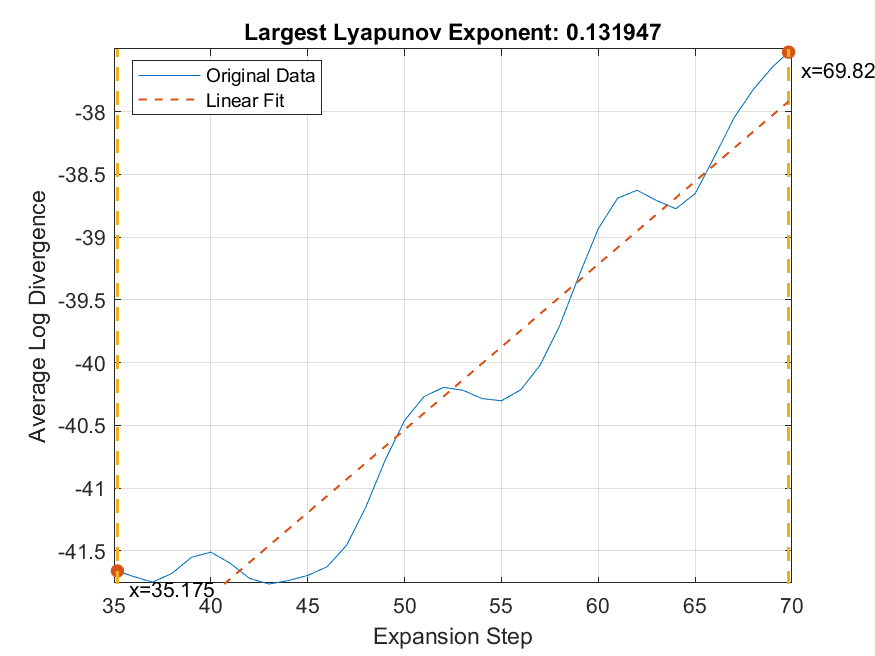 Largest Lyapunov Exponent: 0.131947
Original Data
Linear Fit
x=69.82
-38
-38.5
-39
-39.5
-40
-40.5
-41
-41.5
Average Log Divergence
x=35.175
35 40 45 50 55 60 65 70
Expansion Step